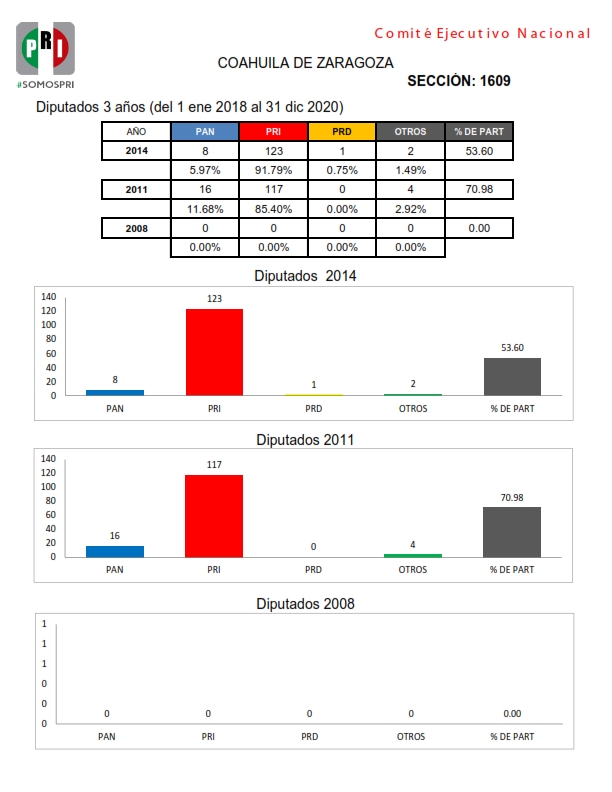 PRI
#SOMOSPRI
Comité Ejecutivo Nacional
COAHUILA DE ZARAGOZA
SECCIÓN: 1609
Diputados 3 años (del 1 ene 2018 al 31 dic 2020)
AÑO PAN PRI PRD OTROS % DE PART
2014 8 123 1 2 53.60
5.97% 91.79% 0.75% 1.49%
2011 16 117 0 4 70.98
11.68% 85.40% 0.00% 2.92%
2008 0 0 0 0 0.00
0.00% 0.00% 0.00% 0.00%
Diputados 2014
140
120
100
80
60
40
20
0
8 123 1 2 53.60
PAN PRI PRD OTROS % DE PART
Diputados 2011
140
120
100
80
60
40
20
0
16 117 0 4 70.98
PAN PRI PRD OTROS % DE PART
Diputados 2008
1
1
1
0
0
0
0 0 0 0 0.00
PAN PRI PRD OTROS % DE PART